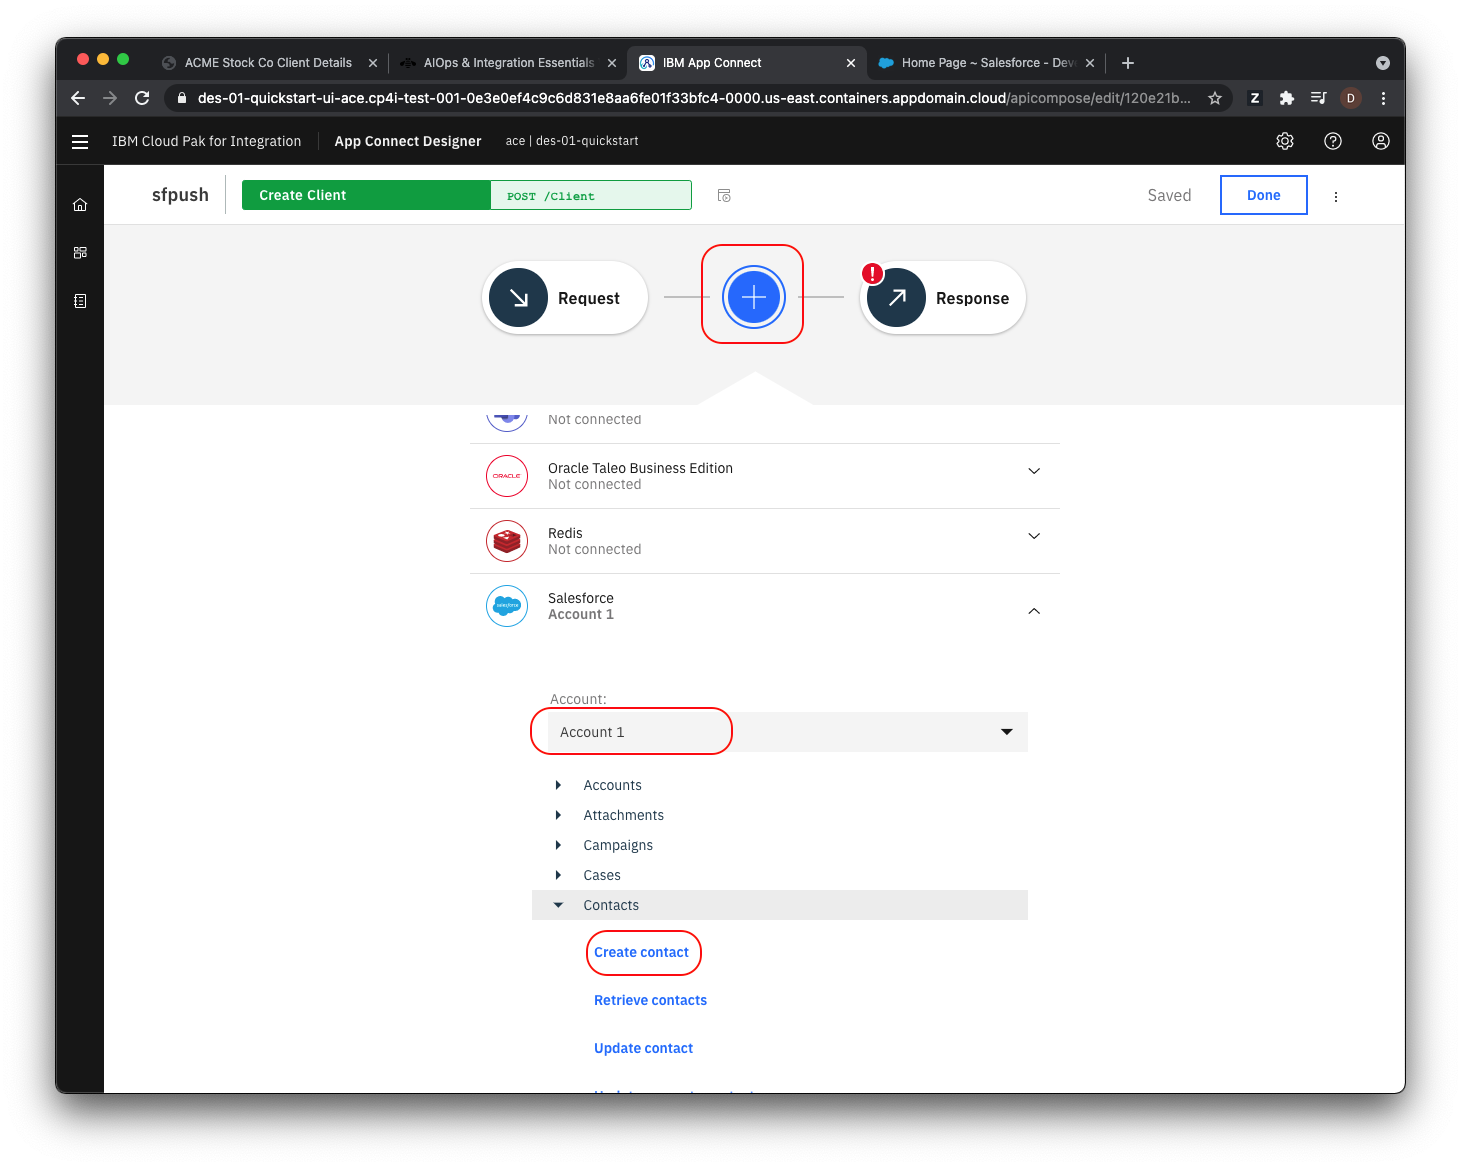 ACME Stock Co Client Details
AIOps & Integration Essentials
IBM App Connect
Home Page ~ Salesforce - Deve
des-01-quickstart-ui-ace.cp4i-test-001-0e3e0ef4c9c6d831e8aa6fe01f33bfc4-0000.us-east.containers.appdomain.cloud/apicompose/edit/120e21b...
Z
D
IBM Cloud Pak for Integration
App Connect Designer
ace | des-01-quickstart
sfpush
Create Client
POST /Client
Saved
Done
Request
!
Response
Not connected
ORACLE
Oracle Taleo Business Edition
Not connected
Redis
Not connected
salesforce
Salesforce
Account 1
Account:
Account 1
Accounts
Attachments
Campaigns
Cases
Contacts
Create contact
Retrieve contacts
Update contact